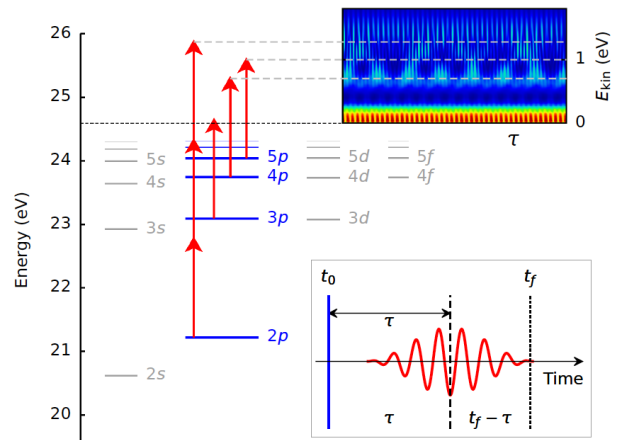 26
25
24
23
22
21
20
Energy (eV)
5s
4s
3s
2s
5p
4p
3p
2p
5d
4d
3d
5f
4f
1
0
E_kin (eV)
τ
t_0
t_f
τ
Time
τ
t_f − τ